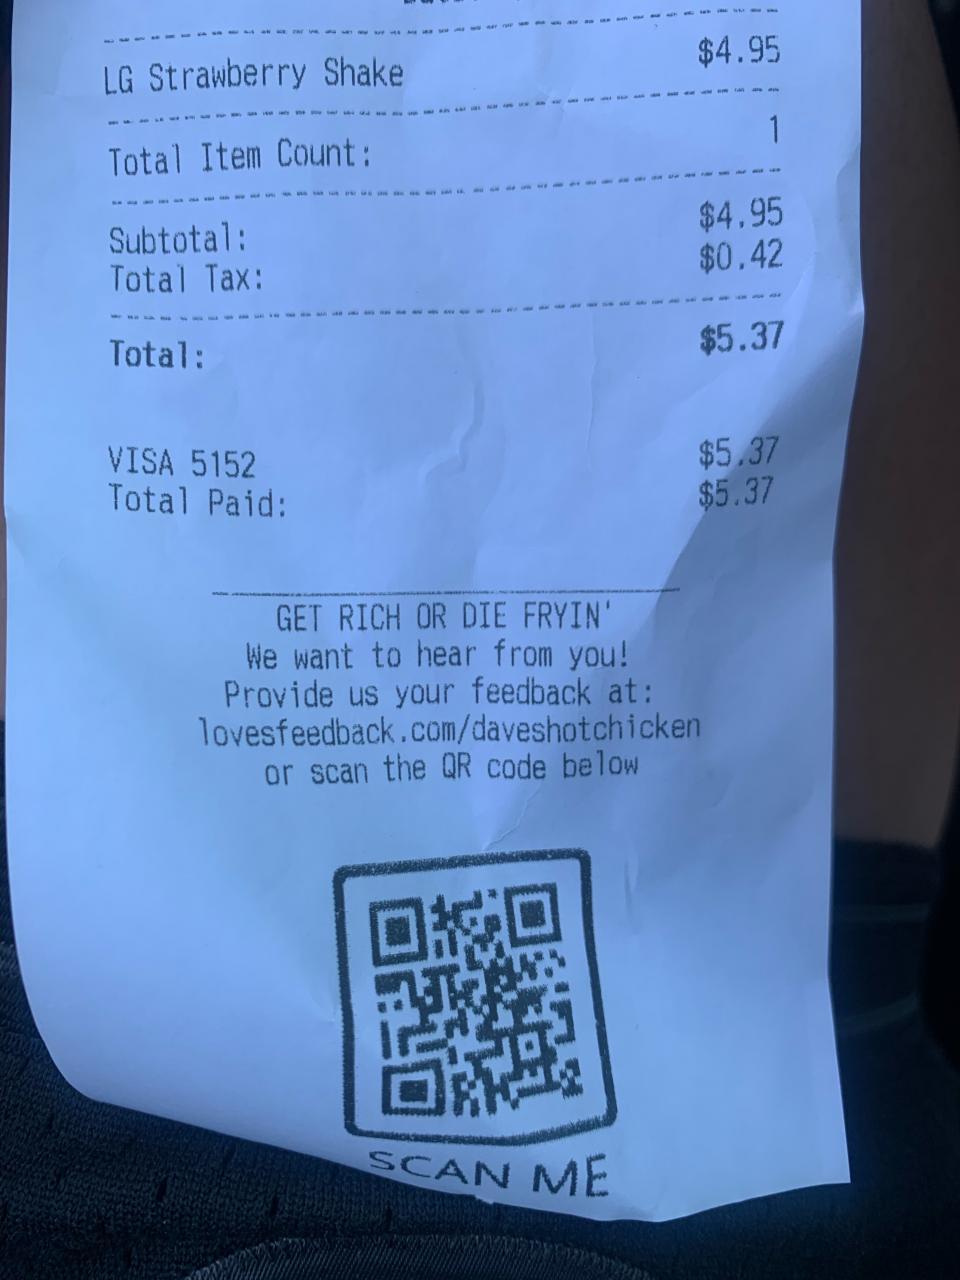 LG Strawberry Shake $4.95
Total Item Count: 1
Subtotal: $4.95
Total Tax: $0.42
Total: $5.37
VISA 5152 $5.37
Total Paid: $5.37
GET RICH OR DIE FRYIN'
We want to hear from you!
Provide us your feedback at:
lovesfeedback.com/daveshotchicken
or scan the QR code below
SCAN ME